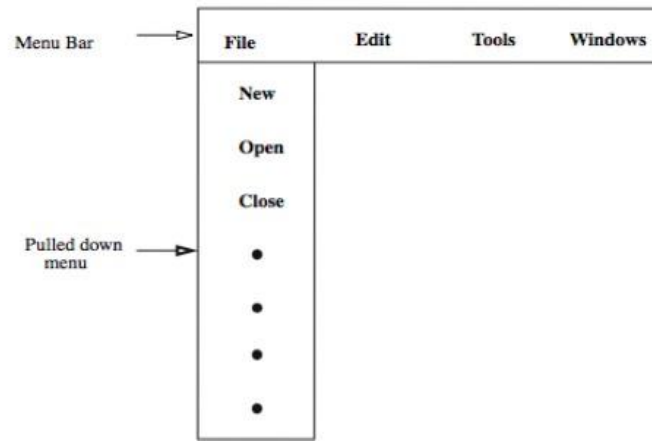 Menu Bar
File Edit Tools Windows
New
Open
Close
Pulled down
menu